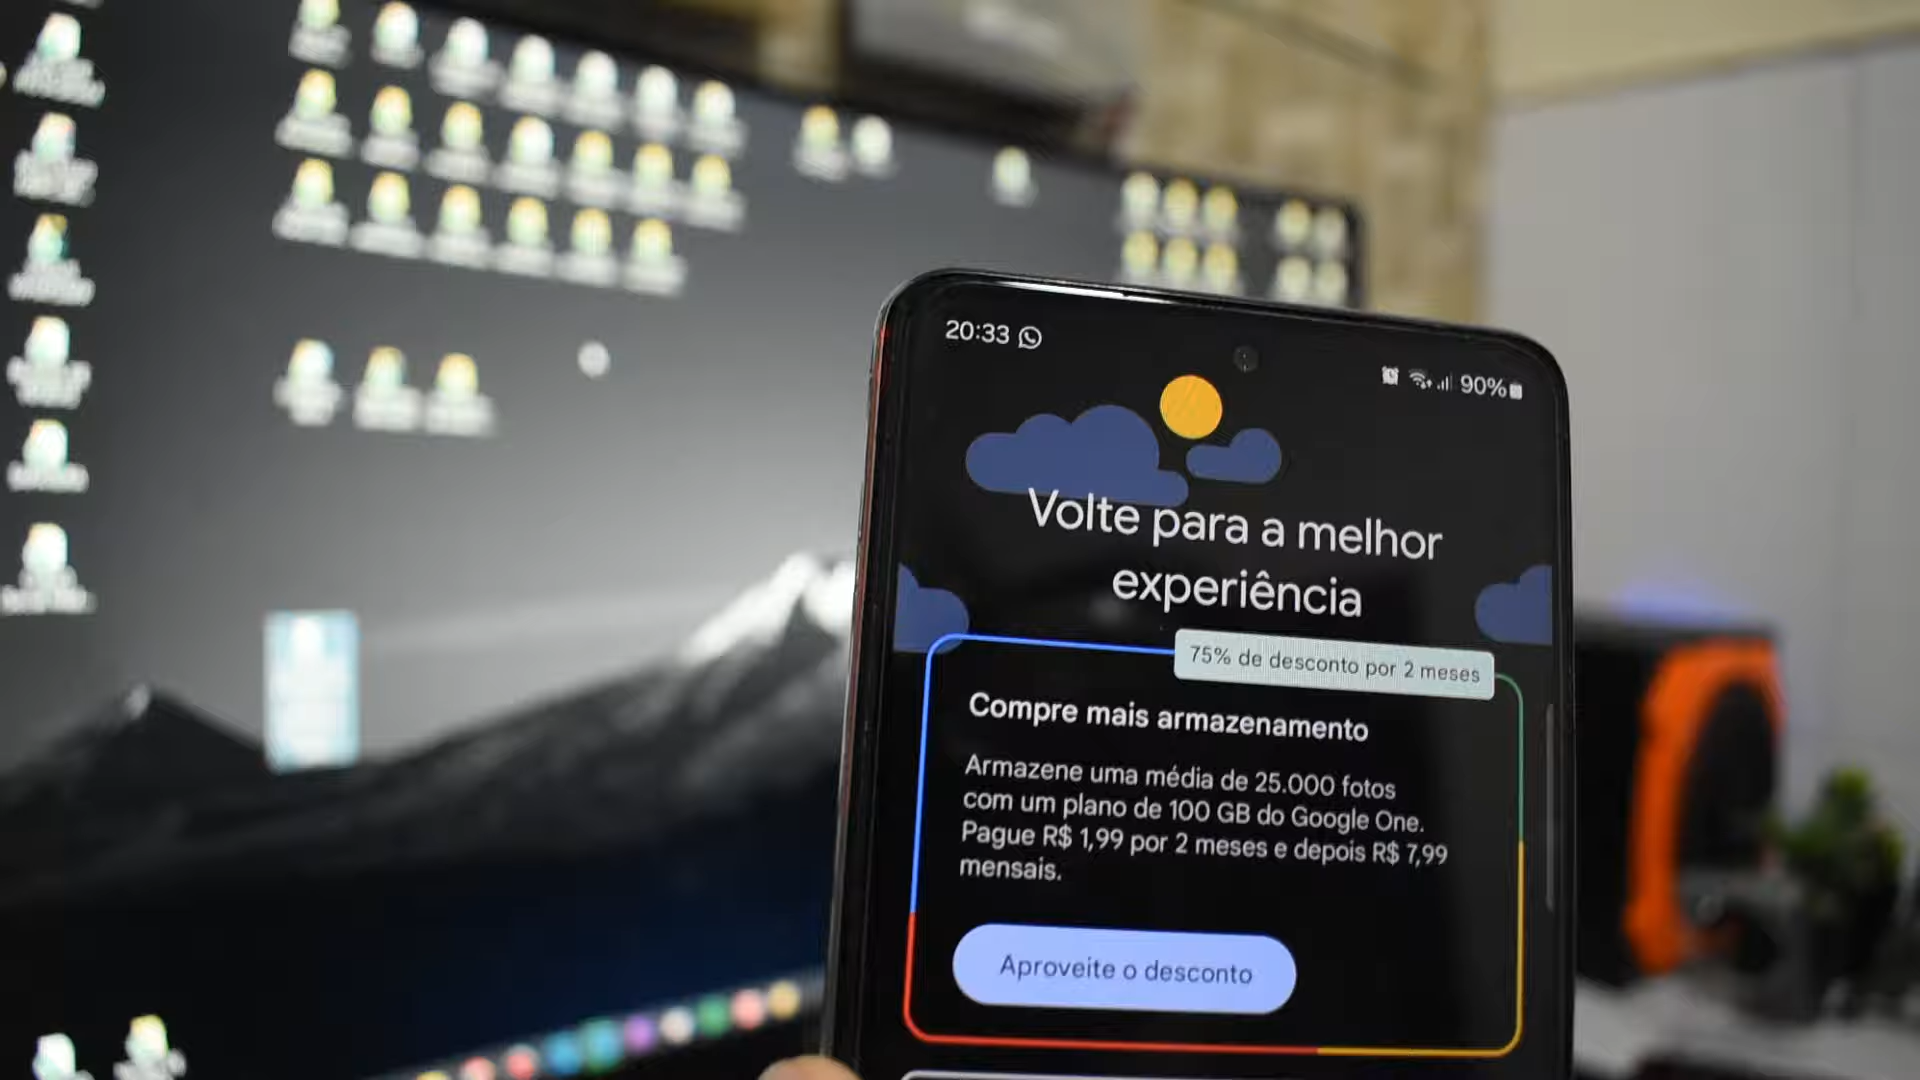 20:33
90%
Volte para a melhor
experiência
75% de desconto por 2 meses
Compre mais armazenamento
Armazene uma média de 25.000 fotos
com um plano de 100 GB do Google One.
Pague R$ 1,99 por 2 meses e depois R$ 7,99
mensais.
Aproveite o desconto